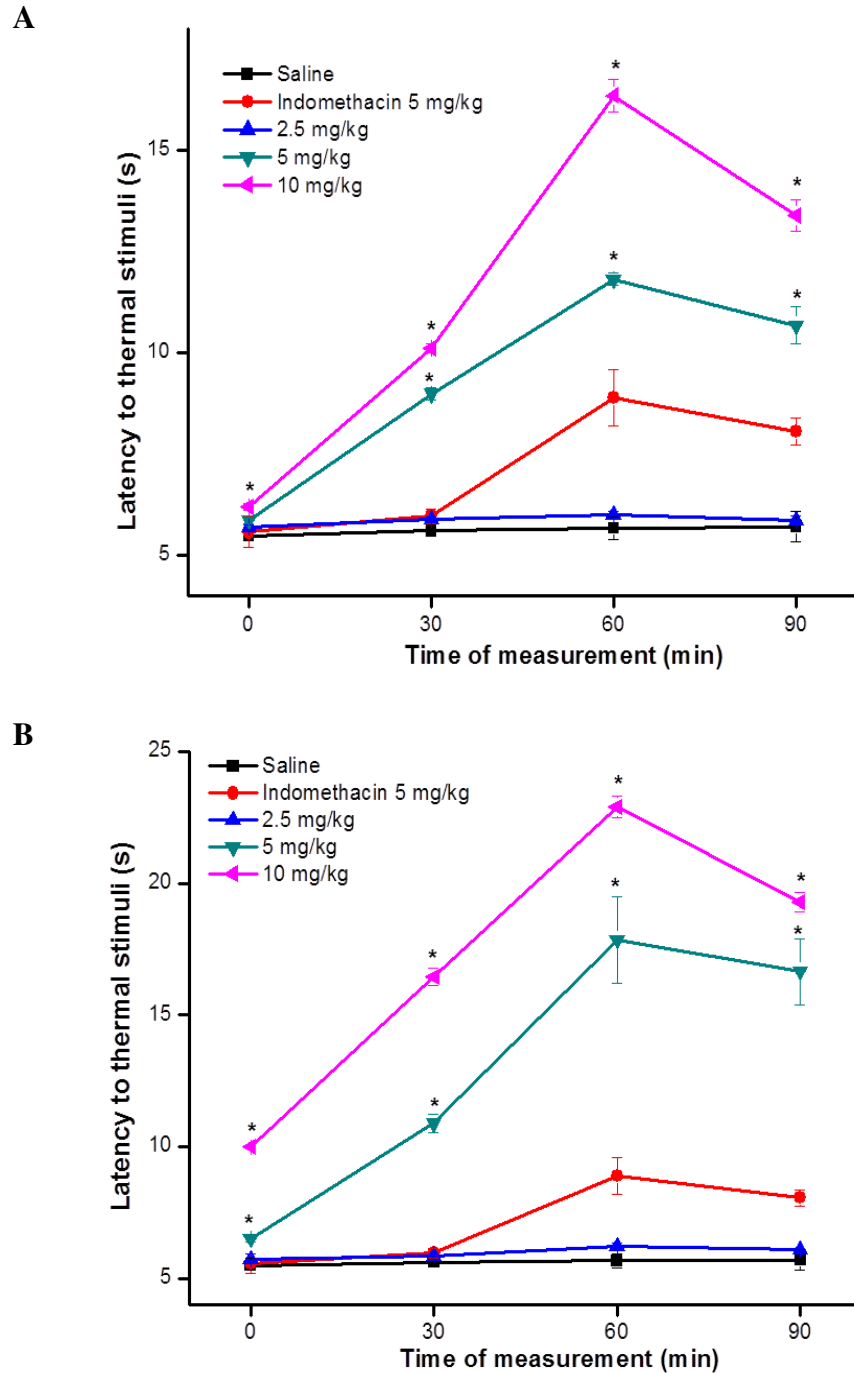 A
Saline
Indomethacin 5 mg/kg
2.5 mg/kg
5 mg/kg
10 mg/kg
Latency to thermal stimuli (s)
15
10
5
* * * * * * *
0 30 60 90
Time of measurement (min)
B
Saline
Indomethacin 5 mg/kg
2.5 mg/kg
5 mg/kg
10 mg/kg
Latency to thermal stimuli (s)
25
20
15
10
5
* * * * * * * *
0 30 60 90
Time of measurement (min)